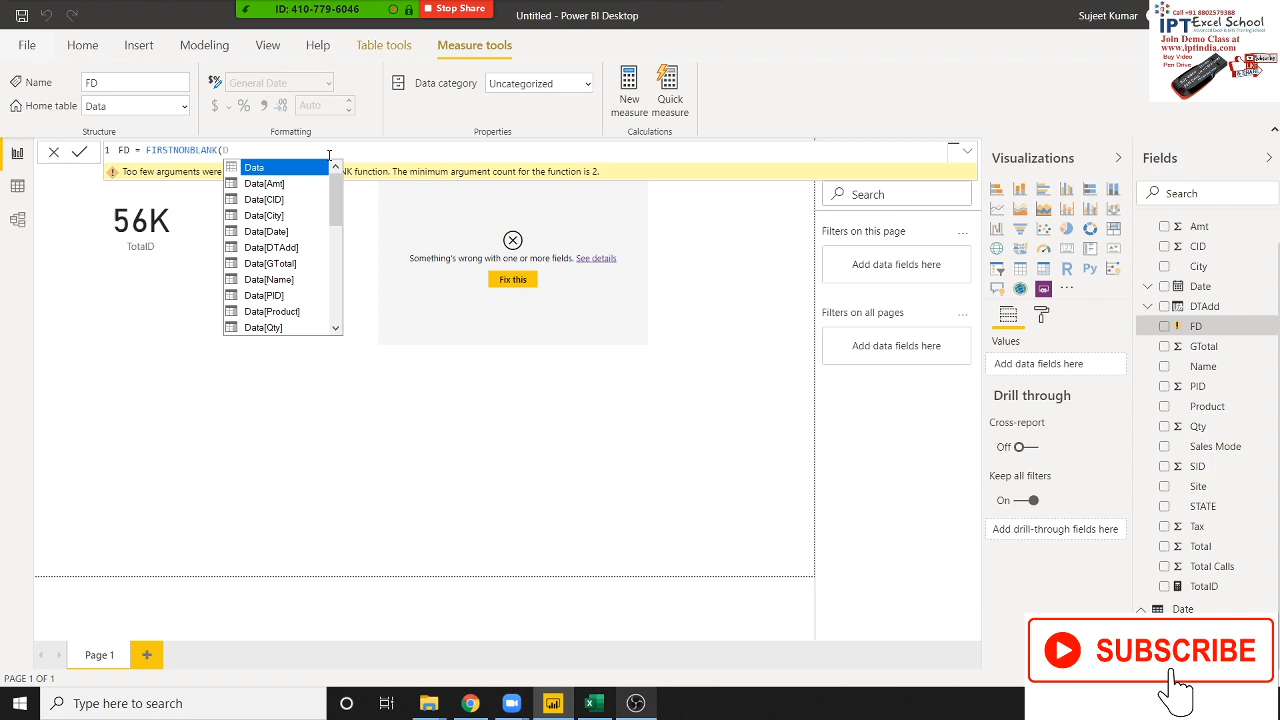 ID: 410-779-6046
Stop Share
Untitled - Power BI Desktop
Sujeet Kumar
Call +91 8802579388
IPT Excel School
Join Demo Class at
www.iptindia.com
Buy Video
Pen Drive
File
Home
Insert
Modeling
View
Help
Table tools
Measure tools
Name
FD
Home table
Data
Structure
General Date
$ % 9
Auto
Formatting
Data category
Uncategorized
Properties
New measure
Quick measure
Calculations
1 FD = FIRSTNONBLANK(D
Too few arguments were
NK function. The minimum argument count for the function is 2.
Data
Data[Amt]
Data[CID]
Data[City]
Data[Date]
Data[DTAdd]
Data[GTotal]
Data[Name]
Data[PID]
Data[Product]
Data[Qty]
56K
TotalD
Something's wrong with one or more fields. See details
Fix this
Search
Filters on this page
Add data fields here
Filters on all pages
Add data fields here
Visualizations
R Py
Values
Add data fields here
Drill through
Cross-report
Off
Keep all filters
On
Add drill-through fields here
Fields
Search
Amt
CID
City
Date
DTAdd
FD
GTotal
Name
PID
Product
Qty
Sales Mode
SID
Site
STATE
Tax
Total
Total Calls
TotalD
Date
SUBSCRIBE
Page 1
PAGE 1 OF 1
Type here to search